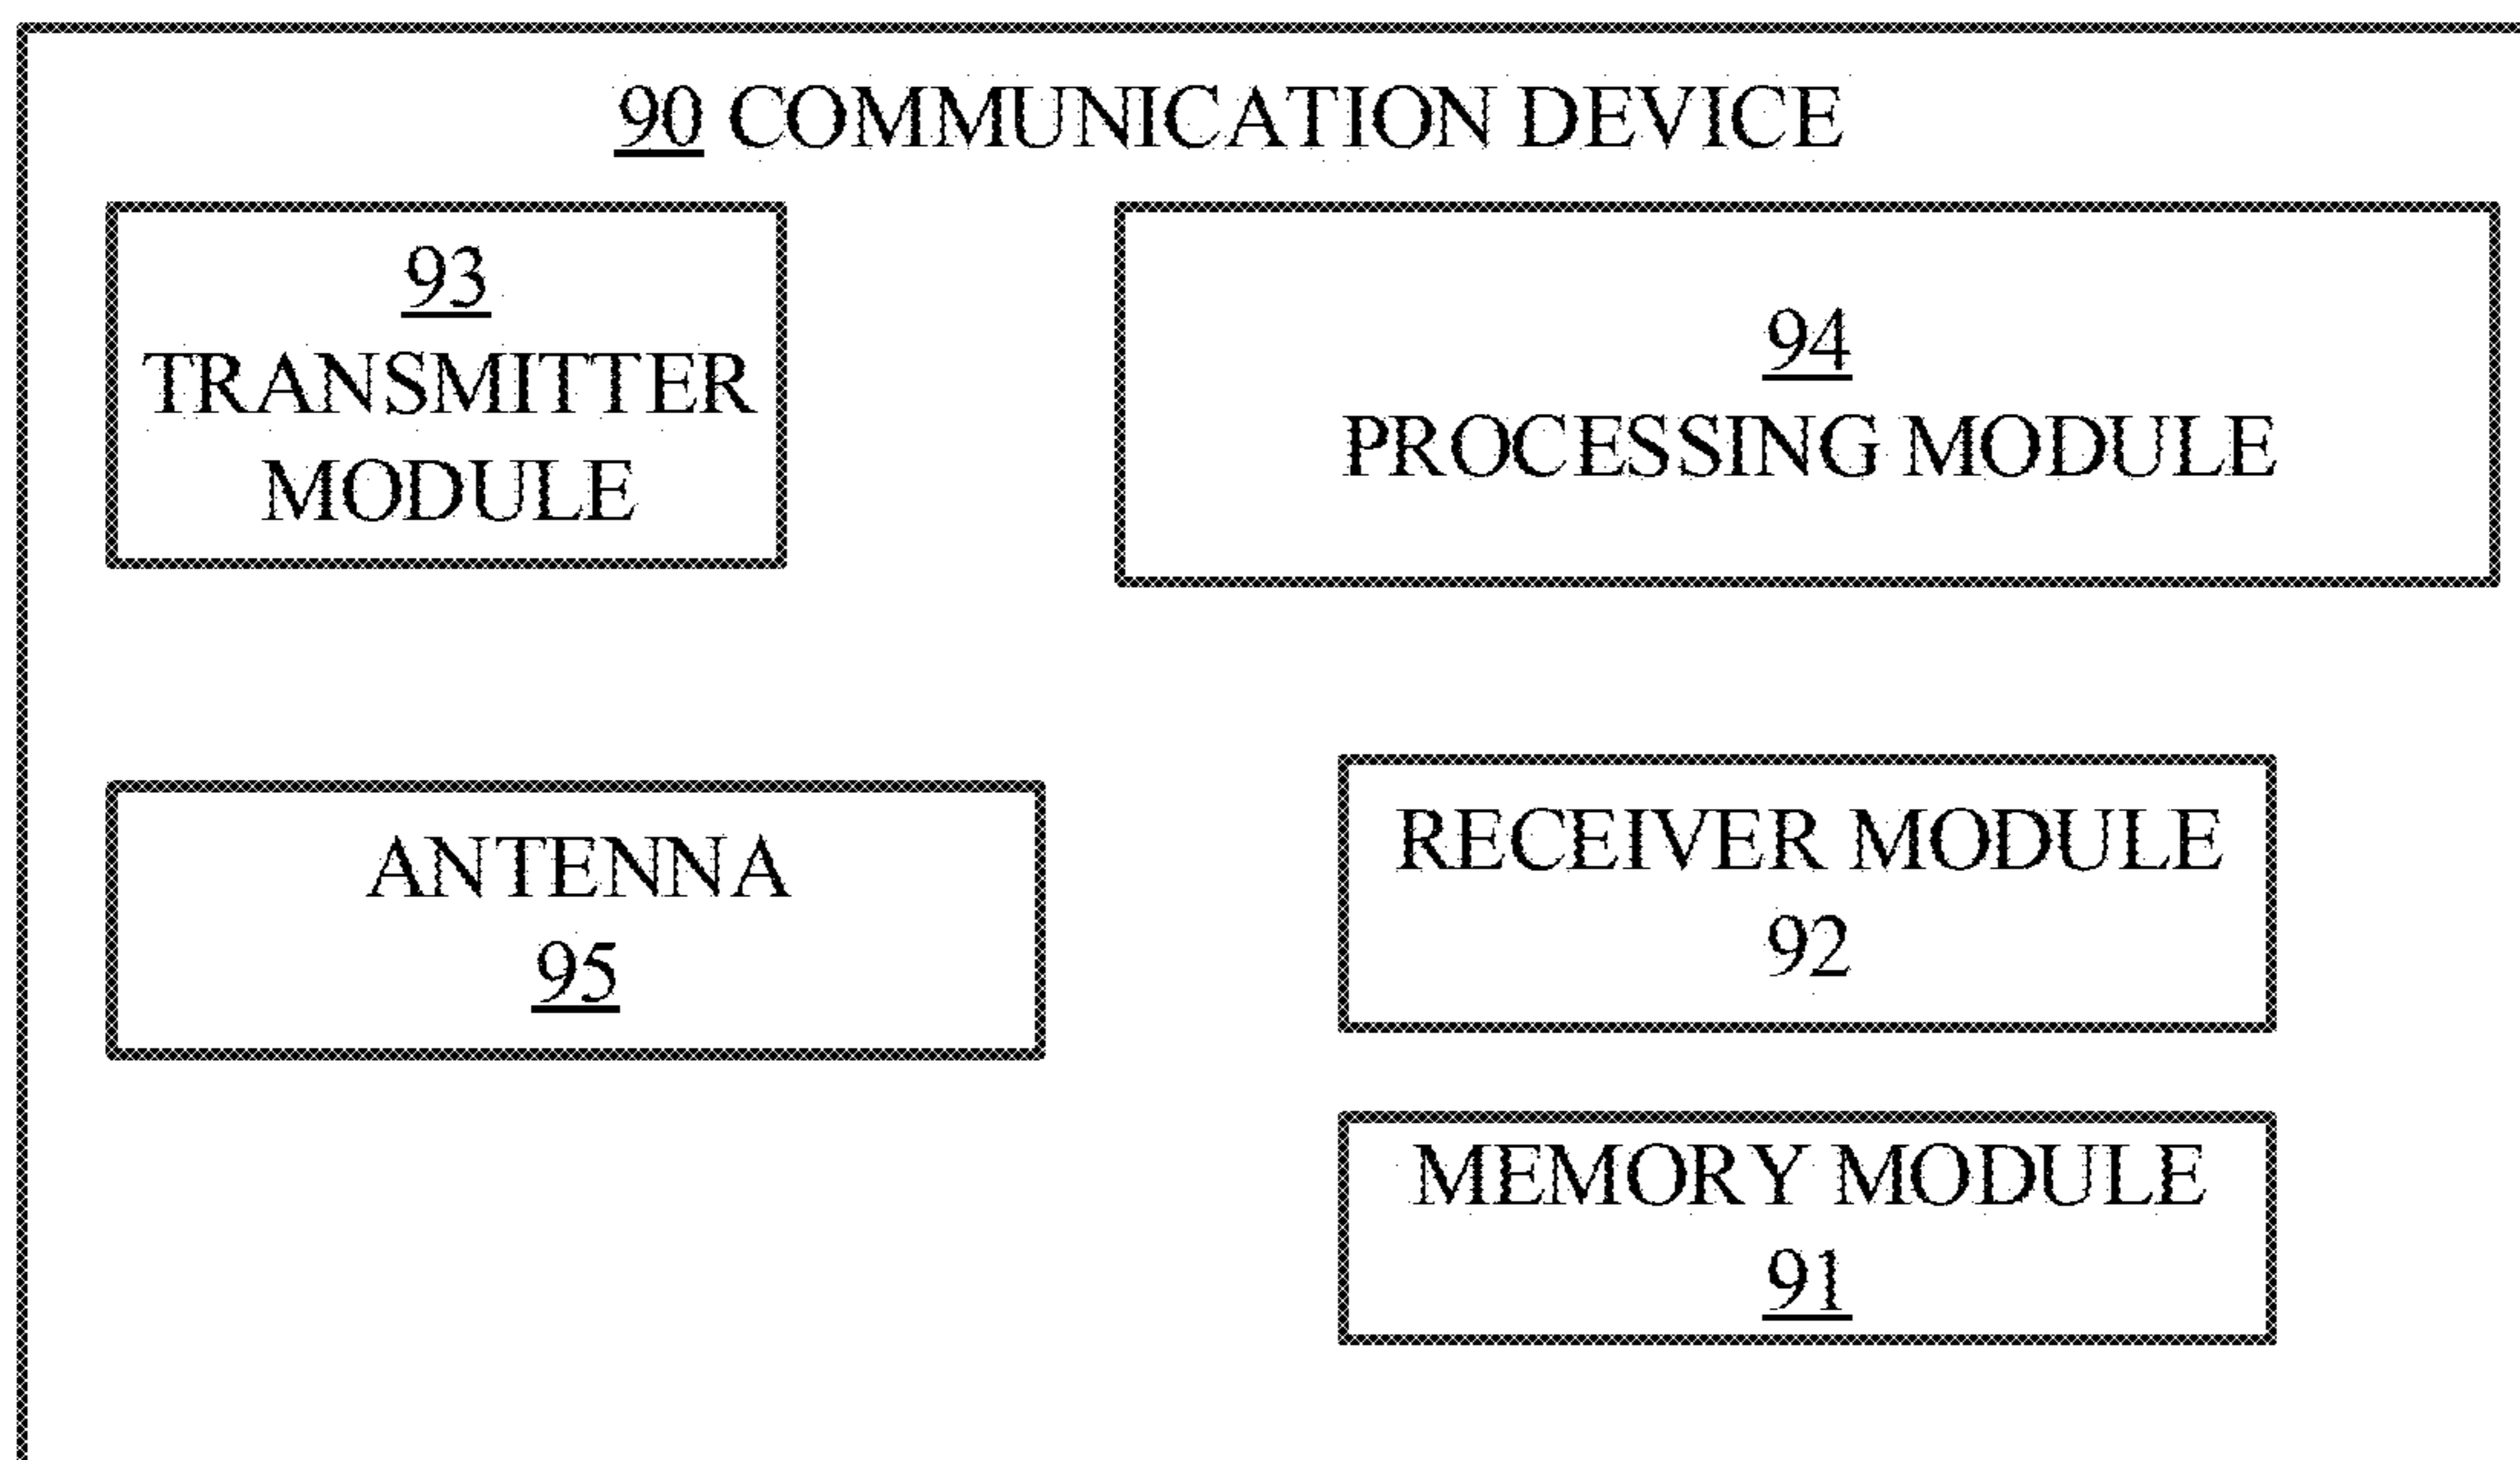 90 COMMUNICATION DEVICE
93
TRANSMITTER
MODULE
94
PROCESSING MODULE
ANTENNA
95
RECEIVER MODULE
92
MEMORY MODULE
91